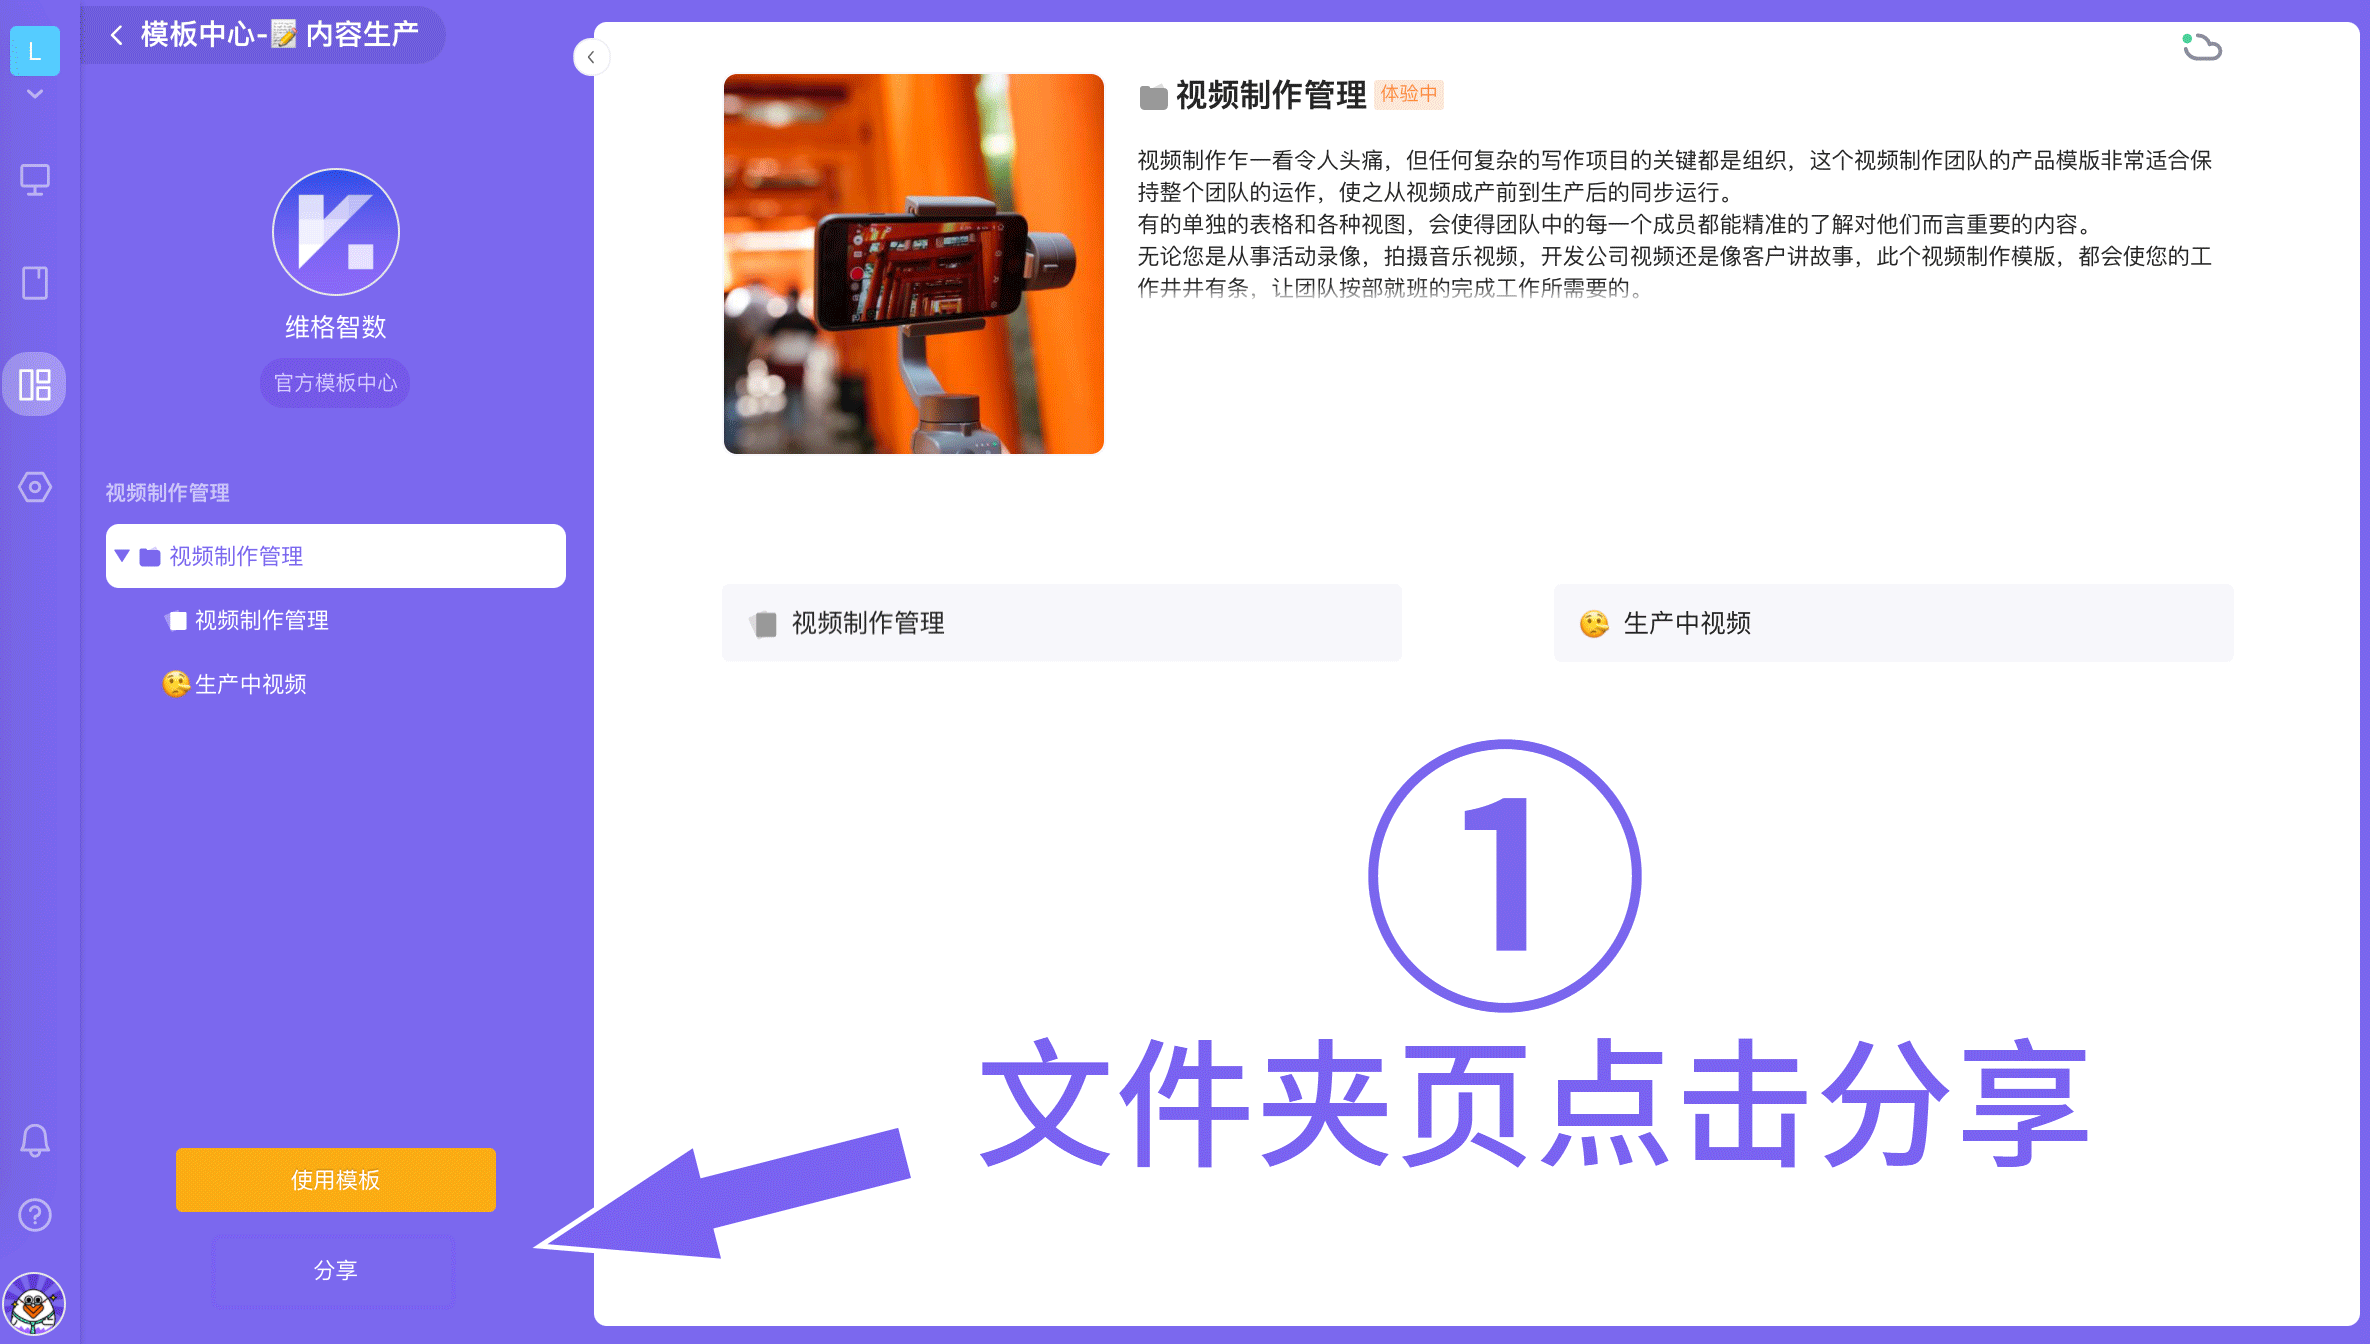 L
模板中心-📝 内容生产
维格智数
官方模板中心
视频制作管理
视频制作管理
视频制作管理
生产中视频
使用模板
分享
视频制作管理 体验中
视频制作乍一看令人头痛，但任何复杂的写作项目的关键都是组织，这个视频制作团队的产品模版非常适合保
持整个团队的运作，使之从视频成产前到生产后的同步运行。
有的单独的表格和各种视图，会使得团队中的每一个成员都能精准的了解对他们而言重要的内容。
无论您是从事活动录像，拍摄音乐视频，开发公司视频还是像客户讲故事，此个视频制作模版，都会使您的工
作井井有条，让团队按部就班的完成工作所需要的。
视频制作管理
生产中视频
1
文件夹页点击分享